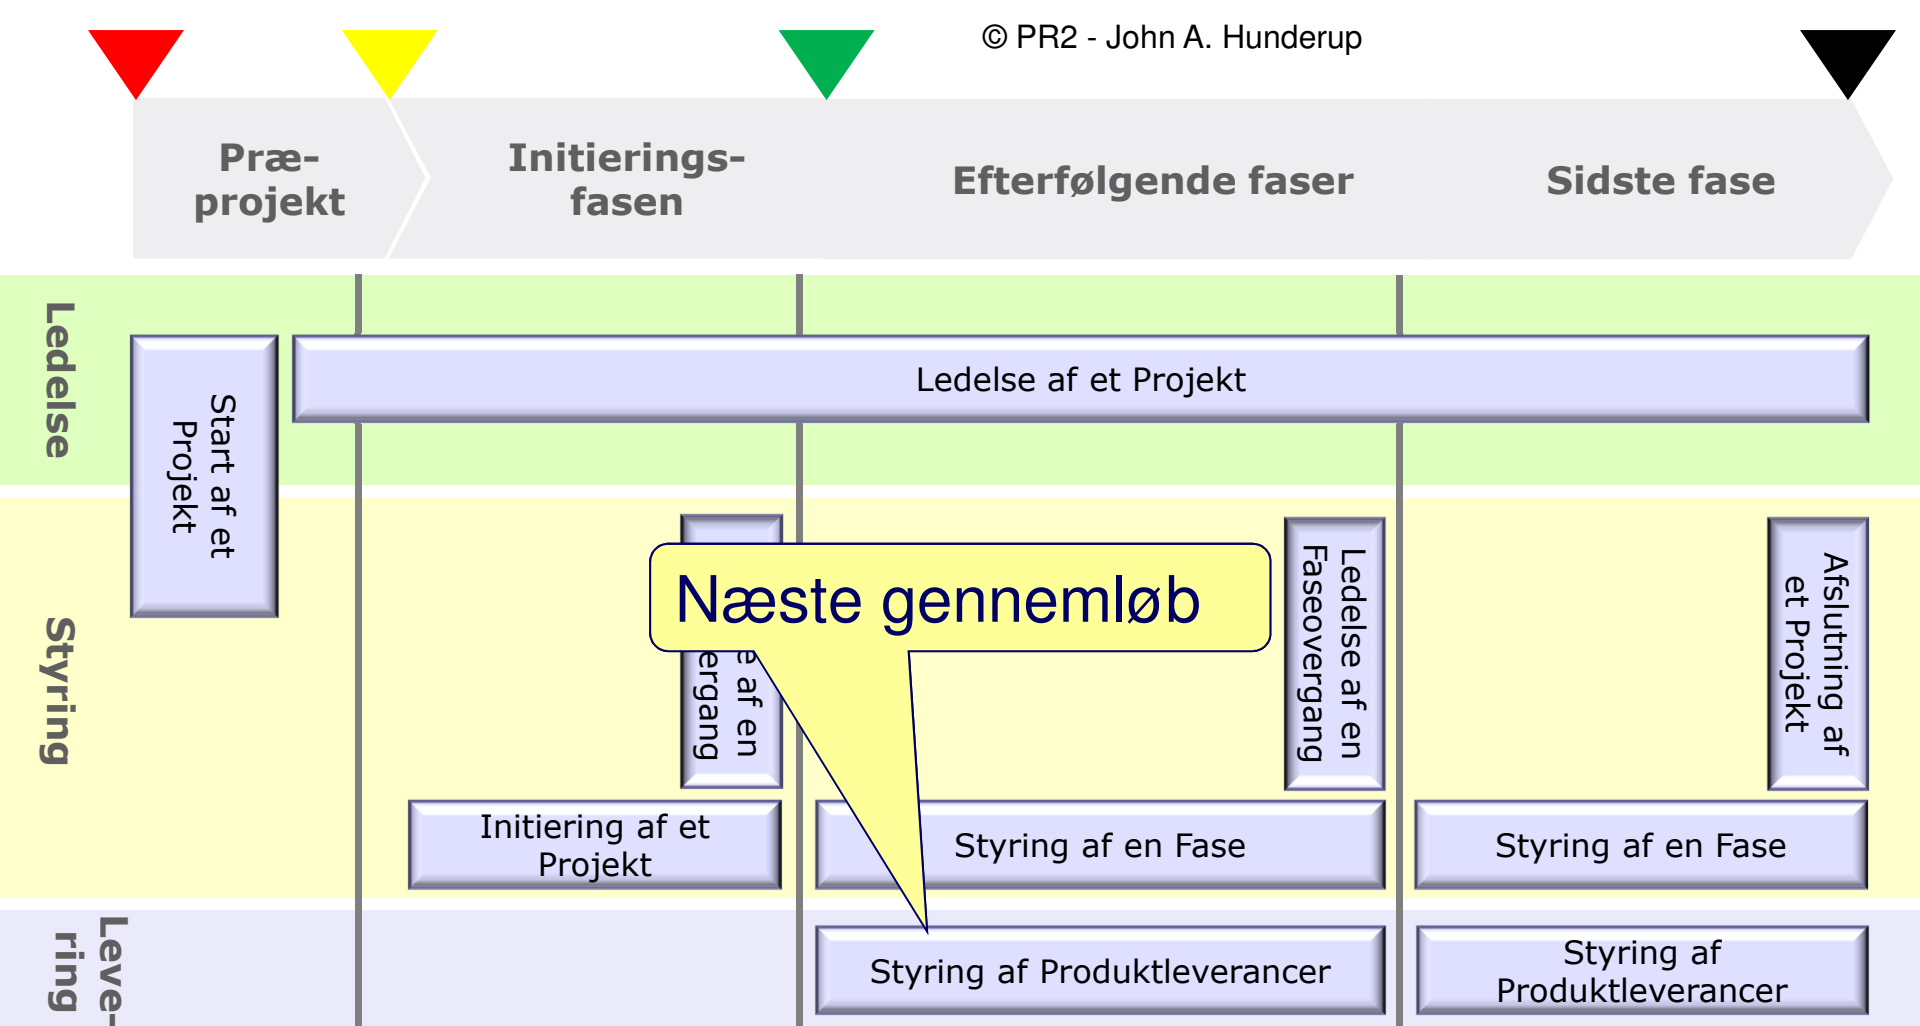 © PR2 - John A. Hunderup
Præ-
projekt
Initierings-
fasen
Efterfølgende faser
Sidste fase
Ledelse
Start af et
Projekt
Ledelse af et Projekt
Styring
af en
Næste gennemløb
Ledelse af en
Faseovergang
Afslutning af
et Projekt
Initiering af et
Projekt
Styring af en Fase
Styring af en Fase
Leve-
ring
Styring af Produktleverancer
Styring af
Produktleverancer